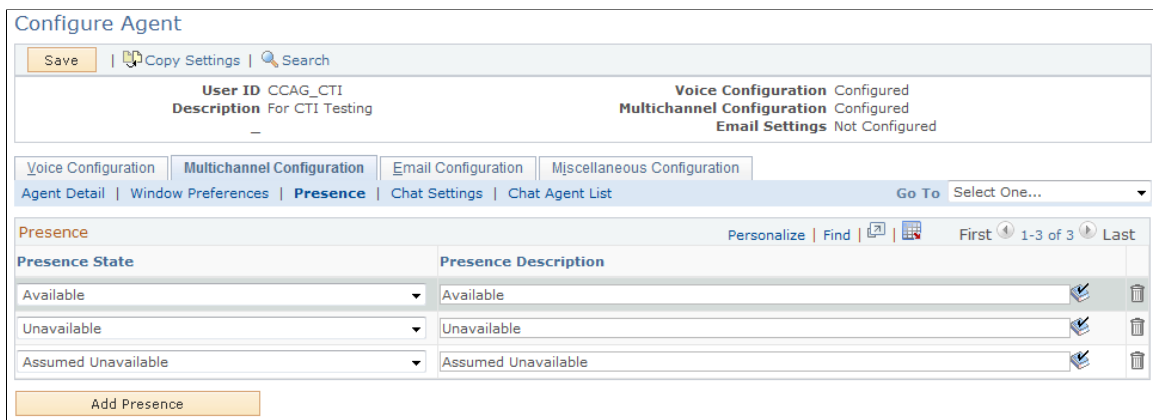 Configure Agent
Save | Copy Settings | Search
User ID CCAG_CTI Voice Configuration Configured
Description For CTI Testing Multichannel Configuration Configured
_ Email Settings Not Configured
Voice Configuration Multichannel Configuration Email Configuration Miscellaneous Configuration
Agent Detail | Window Preferences | Presence | Chat Settings | Chat Agent List Go To Select One...
Presence Personalize | Find | | First 1-3 of 3 Last
Presence State Presence Description
Available Available
Unavailable Unavailable
Assumed Unavailable Assumed Unavailable
Add Presence